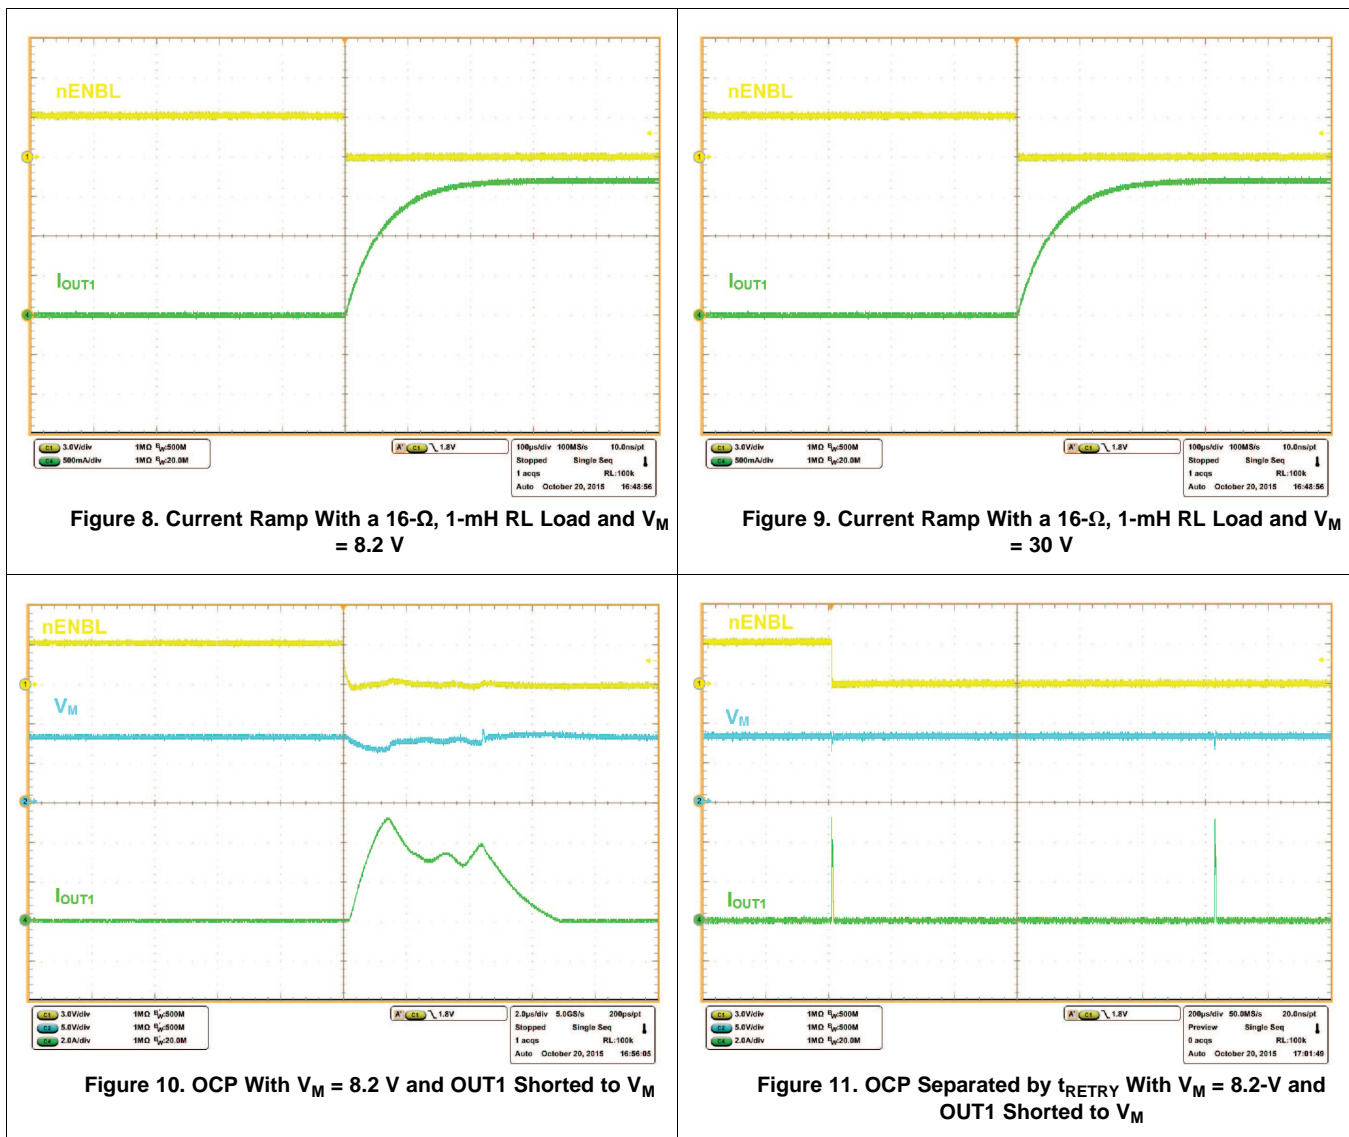 nENBL
1
IOUT1
4
C1 3.0V/div 1MΩ BW:500M
C4 500mA/div 1MΩ BW:20.0M
A' C1 1.8V
100µs/div 100MS/s 10.0ns/pt
Stopped Single Seq
1 acqs RL:100k
Auto October 20, 2015 16:48:56
Figure 8. Current Ramp With a 16-Ω, 1-mH RL Load and VM
= 8.2 V
nENBL
1
IOUT1
4
C1 3.0V/div 1MΩ BW:500M
C4 500mA/div 1MΩ BW:20.0M
A' C1 1.8V
100µs/div 100MS/s 10.0ns/pt
Stopped Single Seq
1 acqs RL:100k
Auto October 20, 2015 16:48:56
Figure 9. Current Ramp With a 16-Ω, 1-mH RL Load and VM
= 30 V
nENBL
1
VM
2
IOUT1
4
C1 3.0V/div 1MΩ BW:500M
C2 5.0V/div 1MΩ BW:500M
C4 2.0A/div 1MΩ BW:20.0M
A' C1 1.8V
2.0µs/div 5.0GS/s 200ps/pt
Stopped Single Seq
1 acqs RL:100k
Auto October 20, 2015 16:56:05
Figure 10. OCP With VM = 8.2 V and OUT1 Shorted to VM
nENBL
1
VM
2
IOUT1
4
C1 3.0V/div 1MΩ BW:500M
C2 5.0V/div 1MΩ BW:500M
C4 2.0A/div 1MΩ BW:20.0M
A' C1 1.8V
200µs/div 50.0MS/s 20.0ns/pt
Preview Single Seq
0 acqs RL:100k
Auto October 20, 2015 17:01:49
Figure 11. OCP Separated by tRETRY With VM = 8.2-V and
OUT1 Shorted to VM